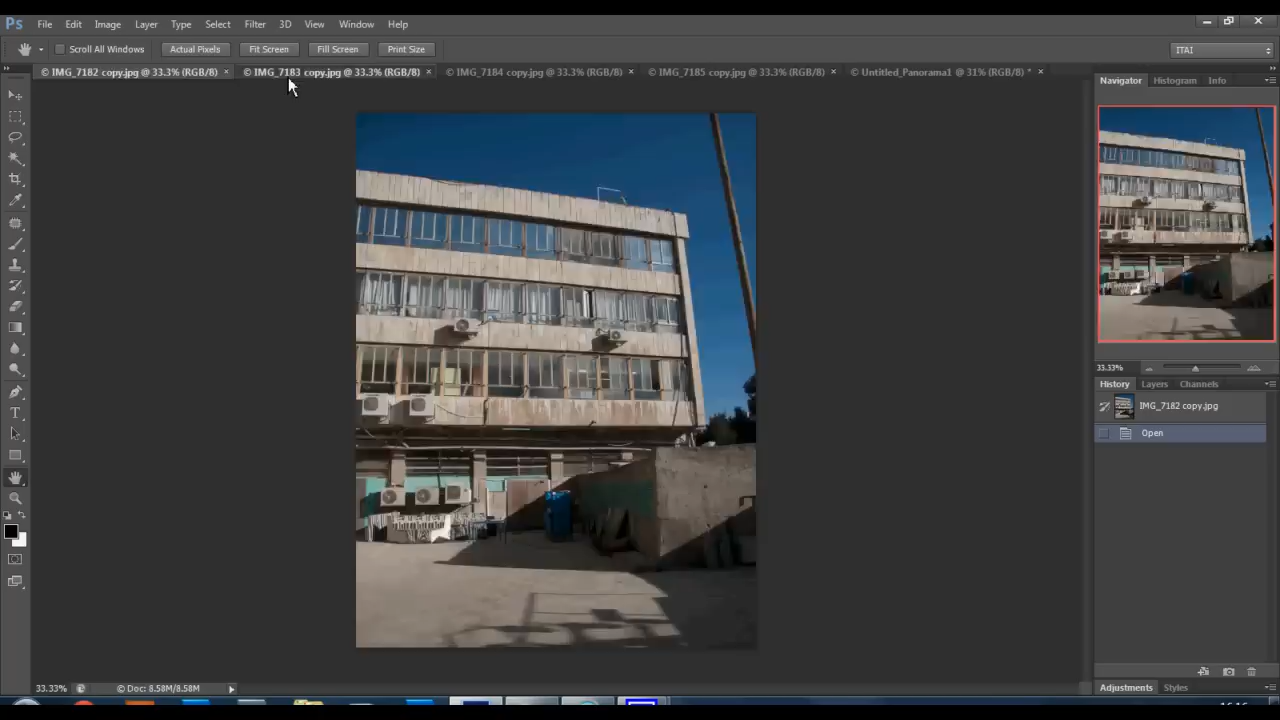 Ps File Edit Image Layer Type Select Filter 3D View Window Help
Scroll All Windows Actual Pixels Fit Screen Fill Screen Print Size ITAI
© IMG_7182 copy.jpg @ 33.3% (RGB/8) × © IMG_7183 copy.jpg @ 33.3% (RGB/8) × © IMG_7184 copy.jpg @ 33.3% (RGB/8) × © IMG_7185 copy.jpg @ 33.3% (RGB/8) × © Untitled_Panorama1 @ 31% (RGB/8) * ×
Navigator Histogram Info
33.33%
History Layers Channels
IMG_7182 copy.jpg
Open
Adjustments Styles
33.33% © Doc: 8.58M/8.58M